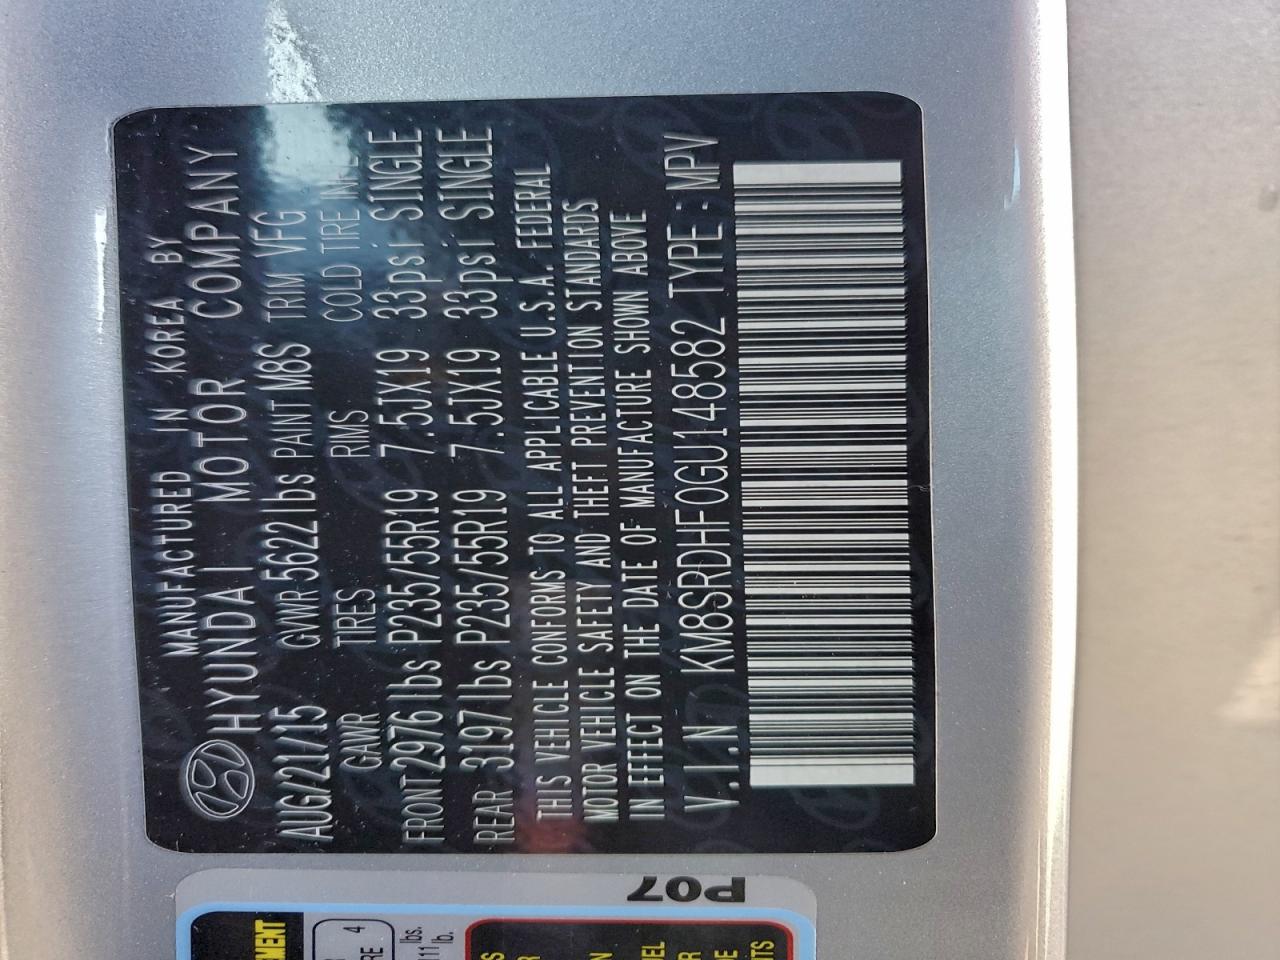 MANUFACTURED IN KOREA BY
HYUNDAI MOTOR COMPANY
AUG/21/15 GVWR 5622lbs PAINT M8S TRIM VFG
GAWR TIRES RIMS COLD TIRE
FRONT 2976lbs P235/55R19 7.5JX19 33psi SINGLE
REAR 3197lbs P235/55R19 7.5JX19 33psi SINGLE
THIS VEHICLE CONFORMS TO ALL APPLICABLE U.S.A. FEDERAL
MOTOR VEHICLE SAFETY AND THEFT PREVENTION STANDARDS
IN EFFECT ON THE DATE OF MANUFACTURE SHOWN ABOVE
V.I.N KM8SRDHF0GU148582 TYPE : MPV
P07
4
lbs.
lb.